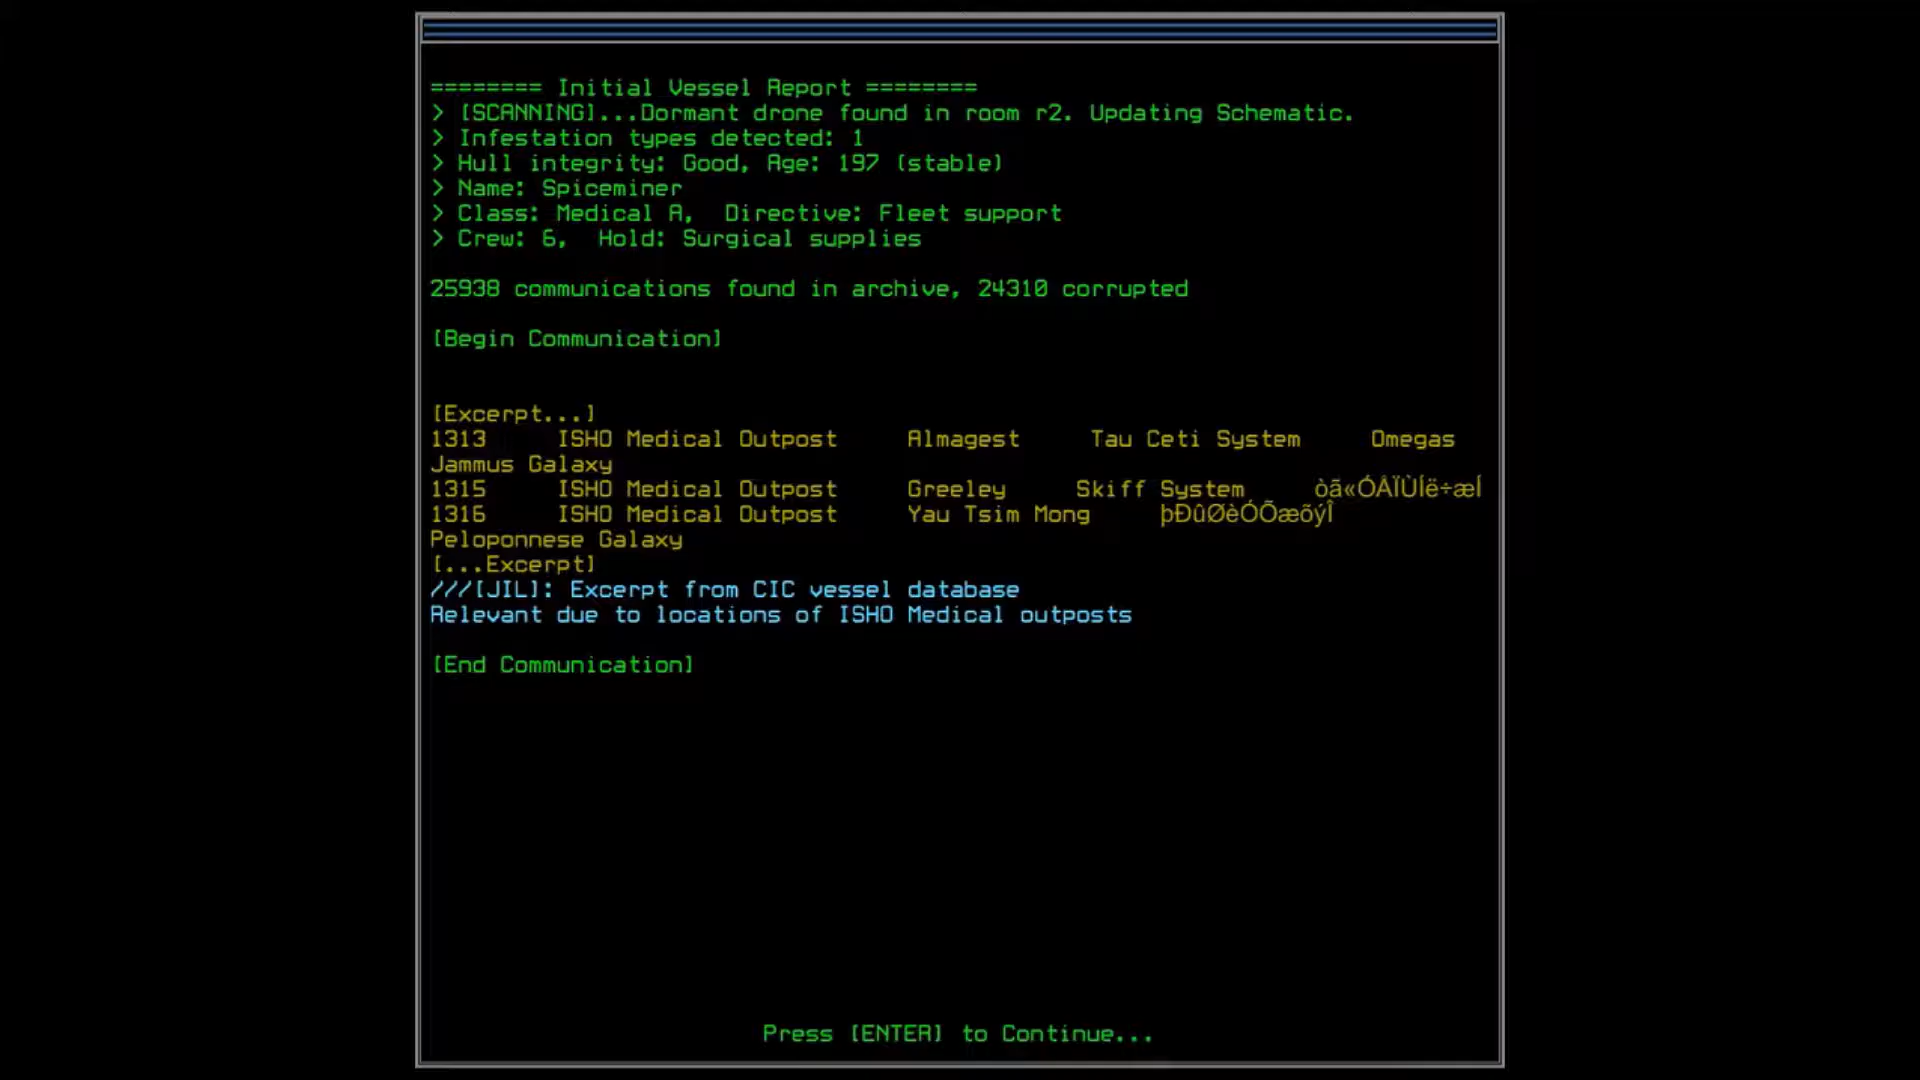 ======== Initial Vessel Report ========
> [SCANNING]...Dormant drone found in room r2. Updating Schematic.
> Infestation types detected: 1
> Hull integrity: Good, Age: 197 (stable)
> Name: Spiceminer
> Class: Medical A,  Directive: Fleet support
> Crew: 6,  Hold: Surgical supplies
25938 communications found in archive, 24310 corrupted
[Begin Communication]
[Excerpt...]
1313     ISHO Medical Outpost     Almagest     Tau Ceti System     Omegas
Jammus Galaxy
1315     ISHO Medical Outpost     Greeley     Skiff System     òã«ÓÂÏÙÍë÷æÍ
1316     ISHO Medical Outpost     Yau Tsim Mong     þÐûØèÓÕæõýÎ
Peloponnese Galaxy
[...Excerpt]
///[JIL]: Excerpt from CIC vessel database
Relevant due to locations of ISHO Medical outposts
[End Communication]
Press [ENTER] to Continue...